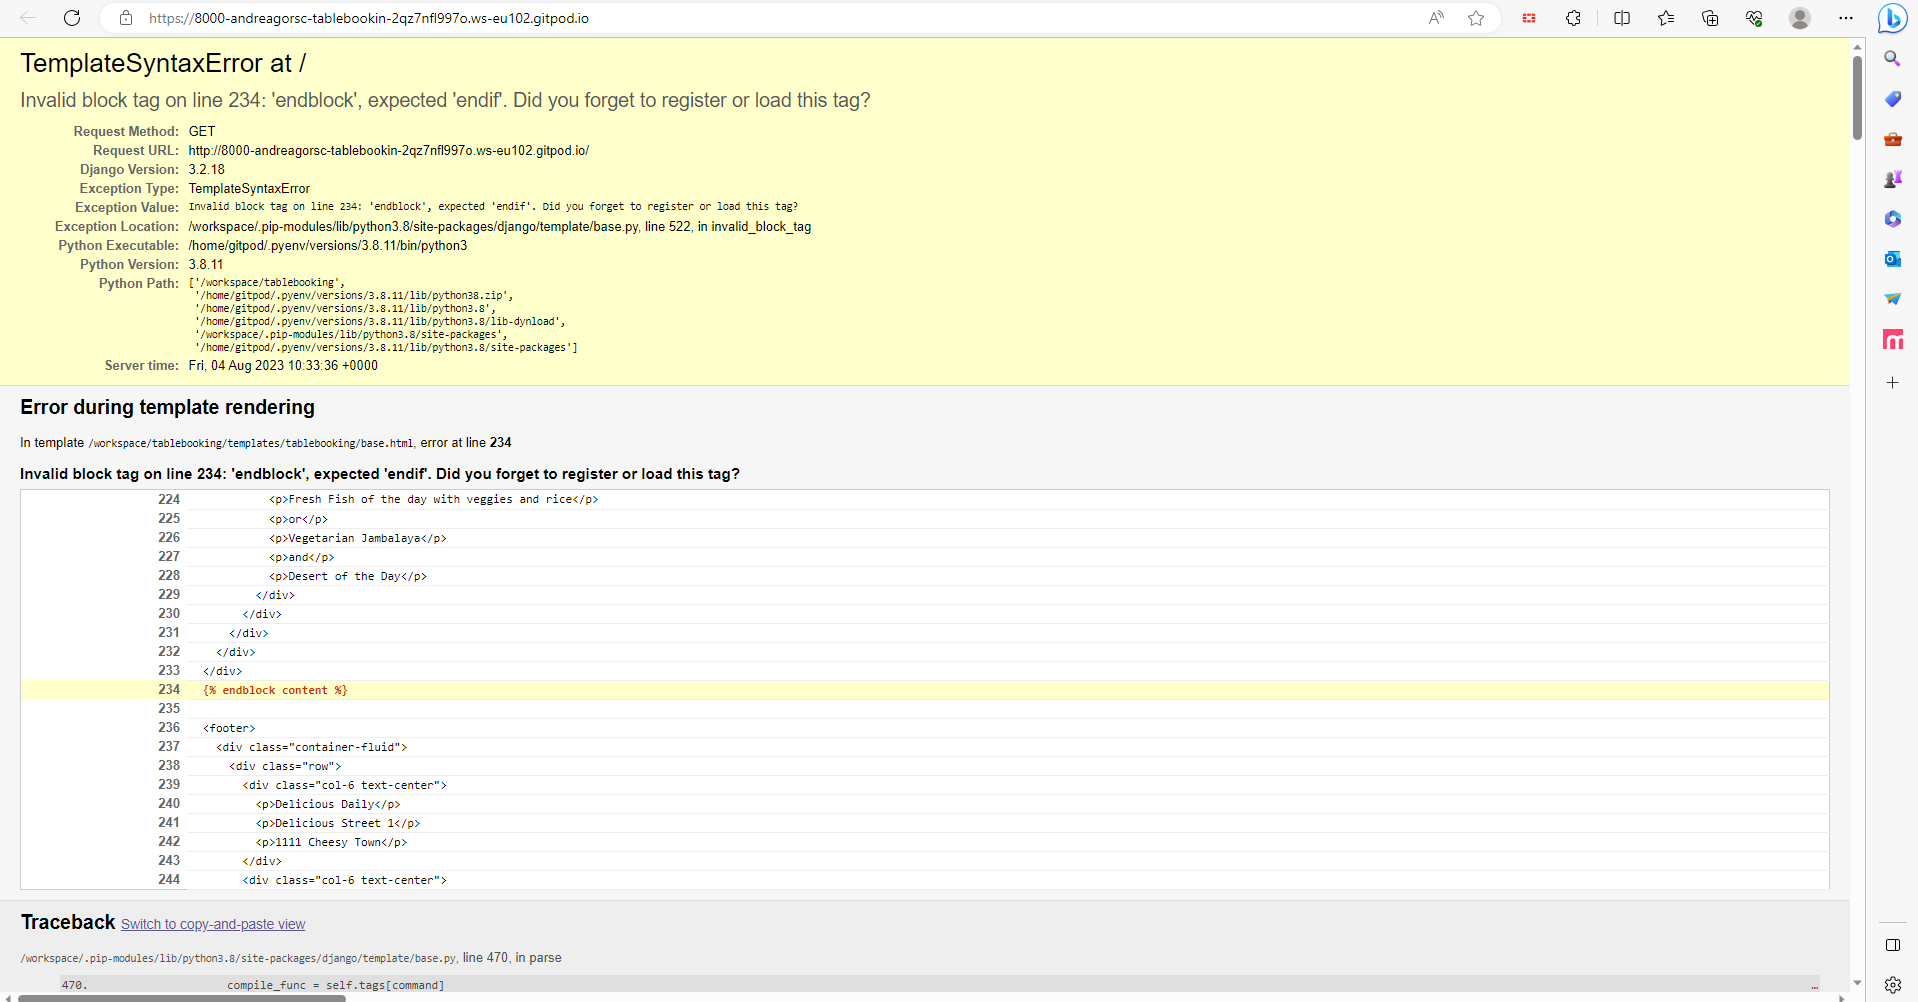 https://8000-andreagorsc-tablebookin-2qz7nfl997o.ws-eu102.gitpod.io
TemplateSyntaxError at /
Invalid block tag on line 234: 'endblock', expected 'endif'. Did you forget to register or load this tag?
Request Method: GET
Request URL: http://8000-andreagorsc-tablebookin-2qz7nfl997o.ws-eu102.gitpod.io/
Django Version: 3.2.18
Exception Type: TemplateSyntaxError
Exception Value: Invalid block tag on line 234: 'endblock', expected 'endif'. Did you forget to register or load this tag?
Exception Location: /workspace/.pip-modules/lib/python3.8/site-packages/django/template/base.py, line 522, in invalid_block_tag
Python Executable: /home/gitpod/.pyenv/versions/3.8.11/bin/python3
Python Version: 3.8.11
Python Path: ['/workspace/tablebooking',
'/home/gitpod/.pyenv/versions/3.8.11/lib/python38.zip',
'/home/gitpod/.pyenv/versions/3.8.11/lib/python3.8',
'/home/gitpod/.pyenv/versions/3.8.11/lib/python3.8/lib-dynload',
'/workspace/.pip-modules/lib/python3.8/site-packages',
'/home/gitpod/.pyenv/versions/3.8.11/lib/python3.8/site-packages']
Server time: Fri, 04 Aug 2023 10:33:36 +0000
Error during template rendering
In template /workspace/tablebooking/templates/tablebooking/base.html, error at line 234
Invalid block tag on line 234: 'endblock', expected 'endif'. Did you forget to register or load this tag?
224 <p>Fresh Fish of the day with veggies and rice</p>
225 <p>or</p>
226 <p>Vegetarian Jambalaya</p>
227 <p>and</p>
228 <p>Desert of the Day</p>
229 </div>
230 </div>
231 </div>
232 </div>
233 </div>
234 {% endblock content %}
235
236 <footer>
237 <div class="container-fluid">
238 <div class="row">
239 <div class="col-6 text-center">
240 <p>Delicious Daily</p>
241 <p>Delicious Street 1</p>
242 <p>1111 Cheesy Town</p>
243 </div>
244 <div class="col-6 text-center">
Traceback Switch to copy-and-paste view
/workspace/.pip-modules/lib/python3.8/site-packages/django/template/base.py, line 470, in parse
470. compile_func = self.tags[command] …